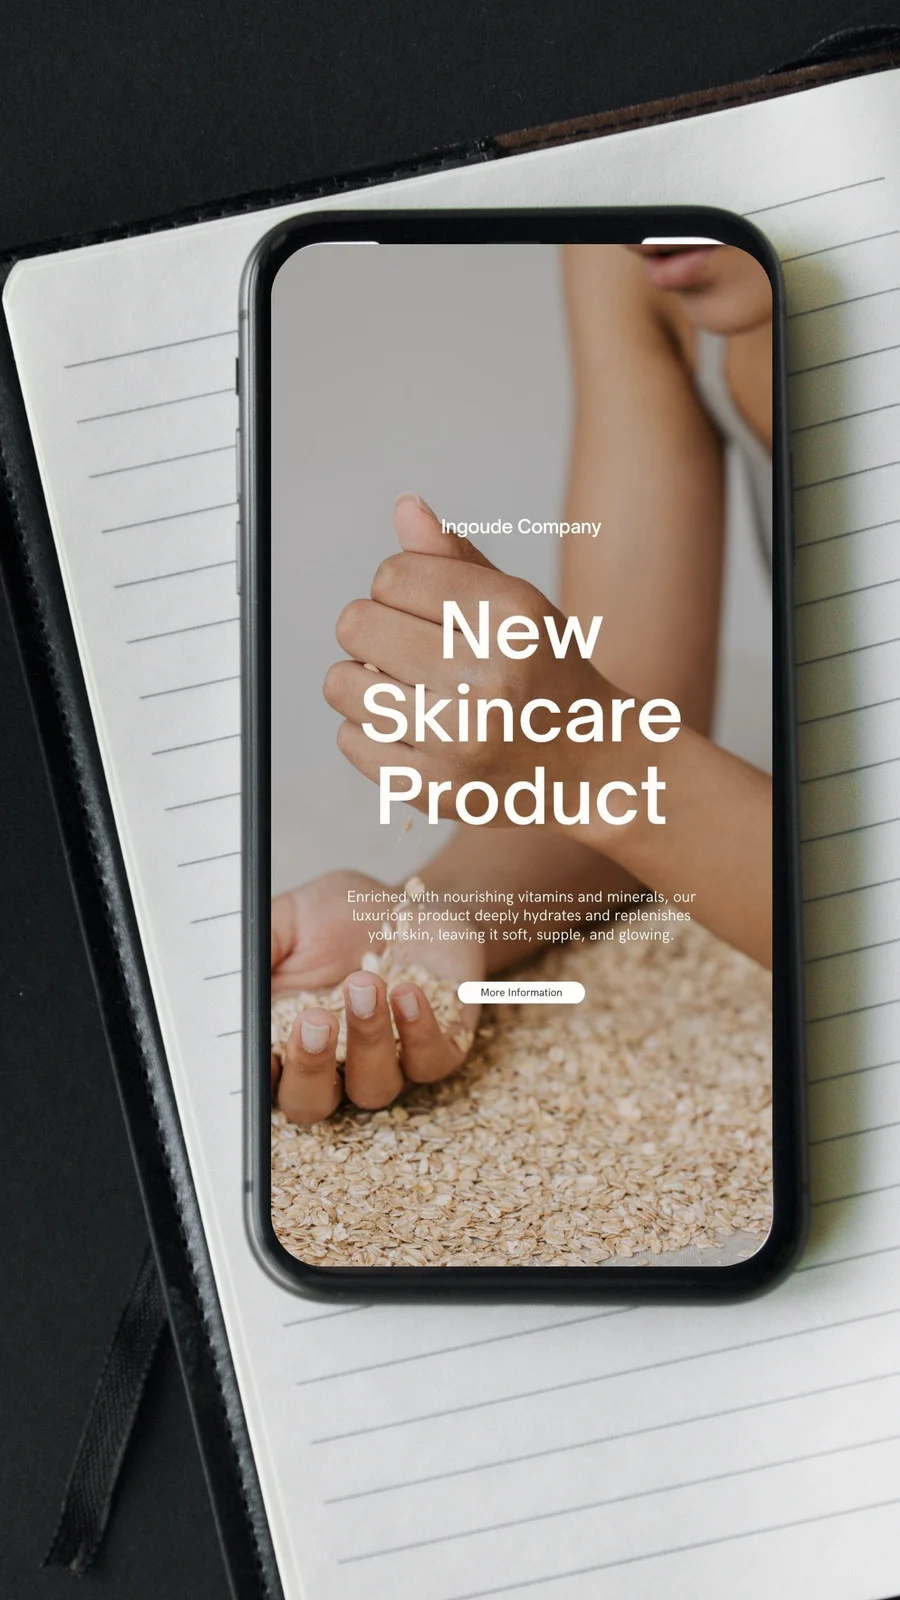 Ingoude Company
New
Skincare
Product
Enriched with nourishing vitamins and minerals, our
luxurious product deeply hydrates and replenishes
your skin, leaving it soft, supple, and glowing.
More Information